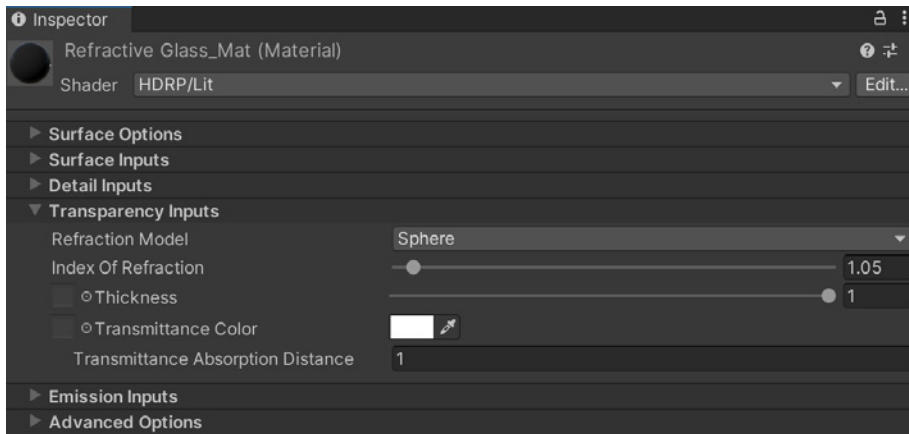 Inspector
Refractive Glass_Mat (Material)
Shader HDRP/Lit Edit...
Surface Options
Surface Inputs
Detail Inputs
Transparency Inputs
Refraction Model Sphere
Index Of Refraction 1.05
Thickness 1
Transmittance Color
Transmittance Absorption Distance 1
Emission Inputs
Advanced Options